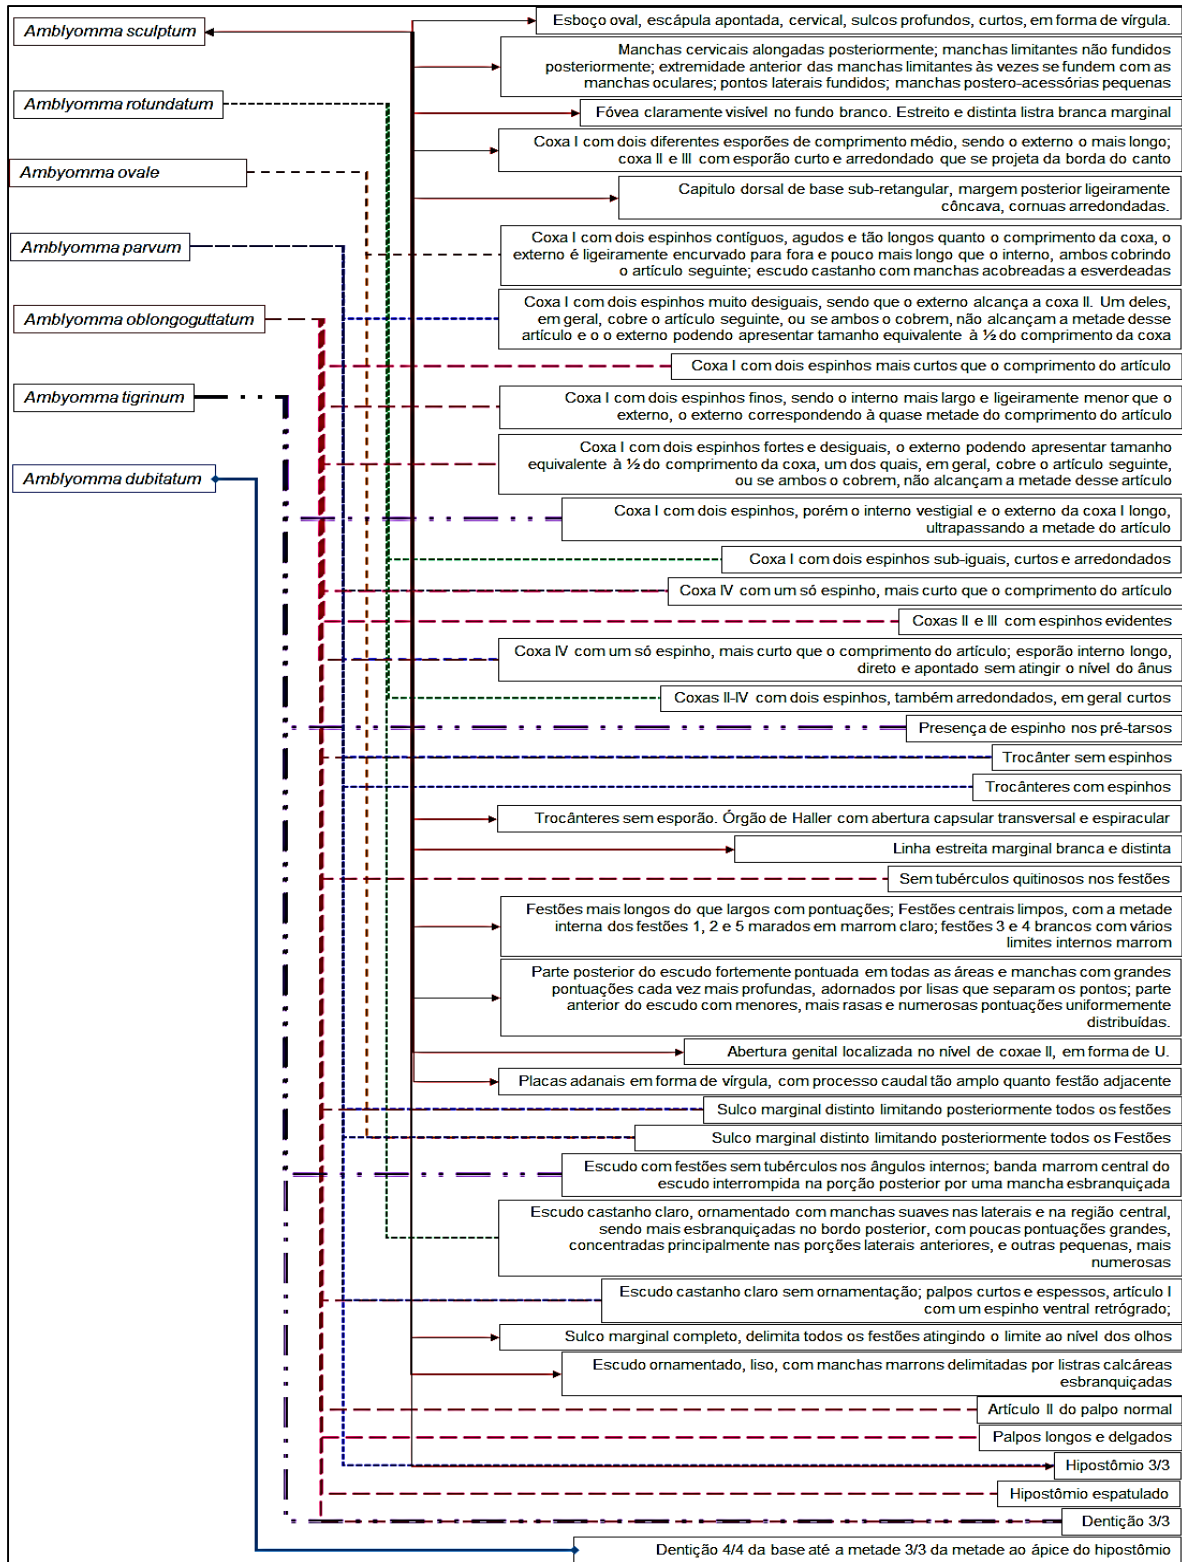 Amblyomma sculptum
Amblyomma rotundatum
Ambyomma ovale
Amblyomma parvum
Amblyomma oblongoguttatum
Ambyomma tigrinum
Amblyomma dubitatum
Esboço oval, escápula apontada, cervical, sulcos profundos, curtos, em forma de vírgula.
Manchas cervicais alongadas posteriormente; manchas limitantes não fundidos
posteriormente; extremidade anterior das manchas limitantes às vezes se fundem com as
manchas oculares; pontos laterais fundidos; manchas postero-acessórias pequenas
Fóvea claramente visível no fundo branco. Estreito e distinta listra branca marginal
Coxa I com dois diferentes esporões de comprimento médio, sendo o externo o mais longo;
coxa II e III com esporão curto e arredondado que se projeta da borda do canto
Capitulo dorsal de base sub-retangular, margem posterior ligeiramente
côncava, cornuas arredondadas.
Coxa I com dois espinhos contíguos, agudos e tão longos quanto o comprimento da coxa, o
externo é ligeiramente encurvado para fora e pouco mais longo que o interno, ambos cobrindo
o artículo seguinte; escudo castanho com manchas acobreadas a esverdeadas
Coxa I com dois espinhos muito desiguais, sendo que o externo alcança a coxa II. Um deles,
em geral, cobre o artículo seguinte, ou se ambos o cobrem, não alcançam a metade desse
artículo e o o externo podendo apresentar tamanho equivalente à ½ do comprimento da coxa
Coxa I com dois espinhos mais curtos que o comprimento do artículo
Coxa I com dois espinhos finos, sendo o interno mais largo e ligeiramente menor que o
externo, o externo correspondendo à quase metade do comprimento do artículo
Coxa I com dois espinhos fortes e desiguais, o externo podendo apresentar tamanho
equivalente à ½ do comprimento da coxa, um dos quais, em geral, cobre o artículo seguinte,
ou se ambos o cobrem, não alcançam a metade desse artículo
Coxa I com dois espinhos, porém o interno vestigial e o externo da coxa I longo,
ultrapassando a metade do artículo
Coxa I com dois espinhos sub-iguais, curtos e arredondados
Coxa IV com um só espinho, mais curto que o comprimento do artículo
Coxas II e III com espinhos evidentes
Coxa IV com um só espinho, mais curto que o comprimento do artículo; esporão interno longo,
direto e apontado sem atingir o nível do ânus
Coxas II-IV com dois espinhos, também arredondados, em geral curtos
Presença de espinho nos pré-tarsos
Trocânter sem espinhos
Trocânteres com espinhos
Trocânteres sem esporão. Órgão de Haller com abertura capsular transversal e espiracular
Linha estreita marginal branca e distinta
Sem tubérculos quitinosos nos festões
Festões mais longos do que largos com pontuações; Festões centrais limpos, com a metade
interna dos festões 1, 2 e 5 marados em marrom claro; festões 3 e 4 brancos com vários
limites internos marrom
Parte posterior do escudo fortemente pontuada em todas as áreas e manchas com grandes
pontuações cada vez mais profundas, adornados por lisas que separam os pontos; parte
anterior do escudo com menores, mais rasas e numerosas pontuações uniformemente
distribuídas.
Abertura genital localizada no nível de coxae II, em forma de U.
Placas adanais em forma de vírgula, com processo caudal tão amplo quanto festão adjacente
Sulco marginal distinto limitando posteriormente todos os festões
Sulco marginal distinto limitando posteriormente todos os Festões
Escudo com festões sem tubérculos nos ângulos internos; banda marrom central do
escudo interrompida na porção posterior por uma mancha esbranquiçada
Escudo castanho claro, ornamentado com manchas suaves nas laterais e na região central,
sendo mais esbranquiçadas no bordo posterior, com poucas pontuações grandes,
concentradas principalmente nas porções laterais anteriores, e outras pequenas, mais
numerosas
Escudo castanho claro sem ornamentação; palpos curtos e espessos, artículo I
com um espinho ventral retrógrado;
Sulco marginal completo, delimita todos os festões atingindo o limite ao nível dos olhos
Escudo ornamentado, liso, com manchas marrons delimitadas por listras calcáreas
esbranquiçadas
Artículo II do palpo normal
Palpos longos e delgados
Hipostômio 3/3
Hipostômio espatulado
Dentição 3/3
Dentição 4/4 da base até a metade 3/3 da metade ao ápice do hipostômio